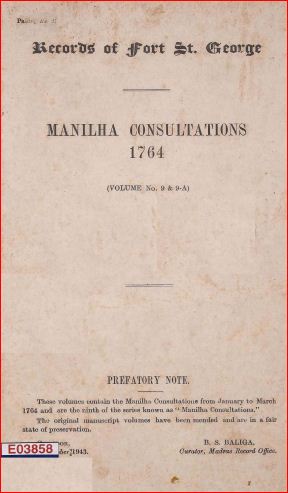 Records of Fort St. George
MANILHA CONSULTATIONS
1764
(VOLUME No. 9 & 9-A)
PREFATORY NOTE.
These volumes contain the Manilha Consultations from January to March
1764 and are the ninth of the series known as "Manilha Consultations."
The original manuscript volumes have been mended and are in a fair
state of preservation.
B. S. BALIGA,
1943.
Curator, Madras Record Office.
E03858